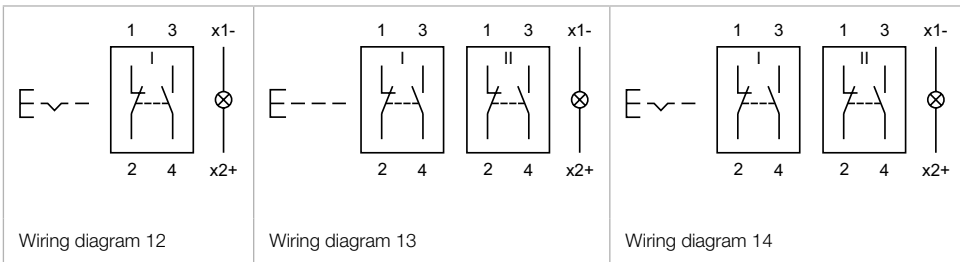 1 3 x1-
I
2 4 x2+
Wiring diagram 12
1 3 1 3 x1-
I II
2 4 2 4 x2+
Wiring diagram 13
1 3 1 3 x1-
I II
2 4 2 4 x2+
Wiring diagram 14